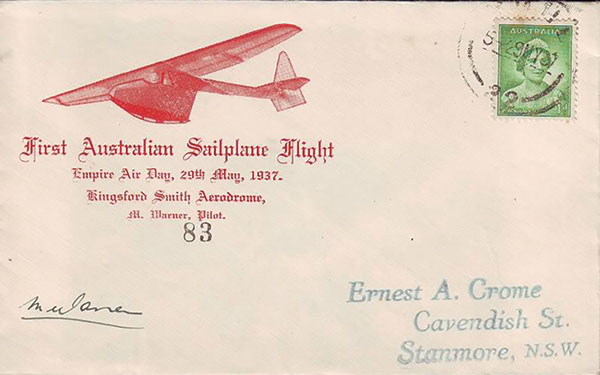 First Australian Sailplane Flight
Empire Air Day, 29th May, 1937.
Kingsford Smith Aerodrome,
M. Warner, Pilot.
83
AUSTRALIA
M Warner
Ernest A. Crome
Cavendish St.
Stanmore, N.S.W.